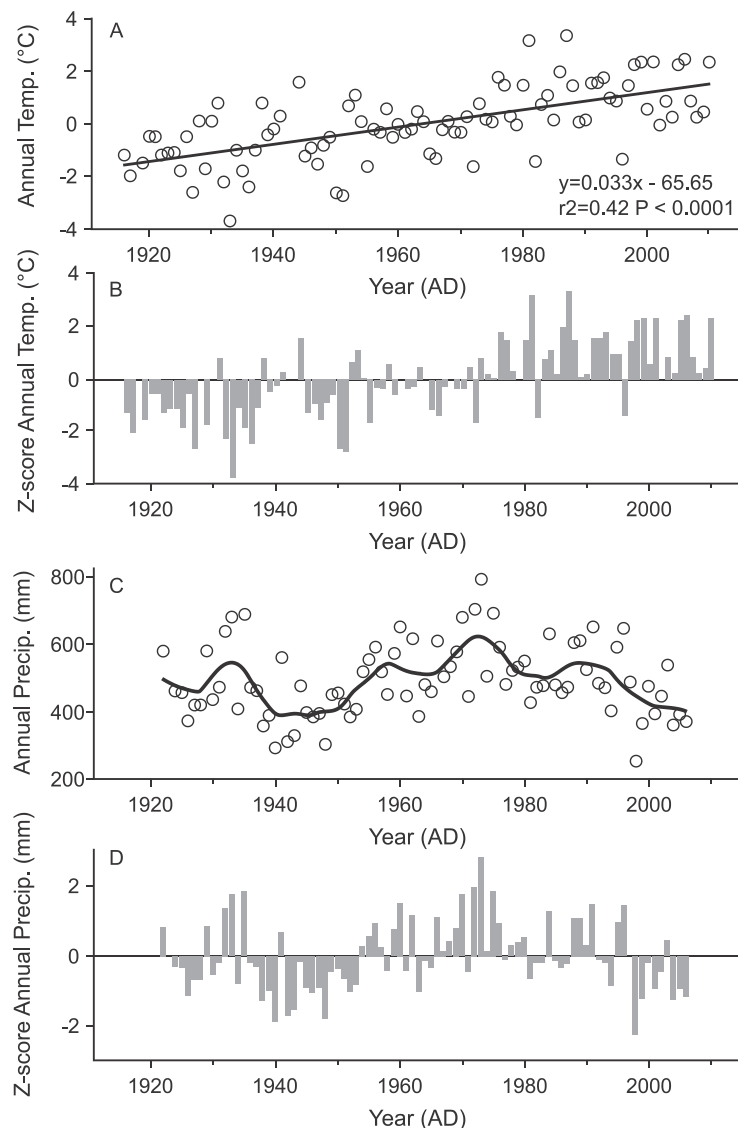 A
Annual Temp. (°C)
4
2
0
-2
-4
y=0.033x - 65.65
r2=0.42 P < 0.0001
1920 1940 1960 1980 2000
Year (AD)
B
Z-score Annual Temp. (°C)
4
2
0
-2
-4
1920 1940 1960 1980 2000
Year (AD)
C
Annual Precip. (mm)
800
600
400
200
1920 1940 1960 1980 2000
Year (AD)
D
Z-score Annual Precip. (mm)
2
0
-2
1920 1940 1960 1980 2000
Year (AD)